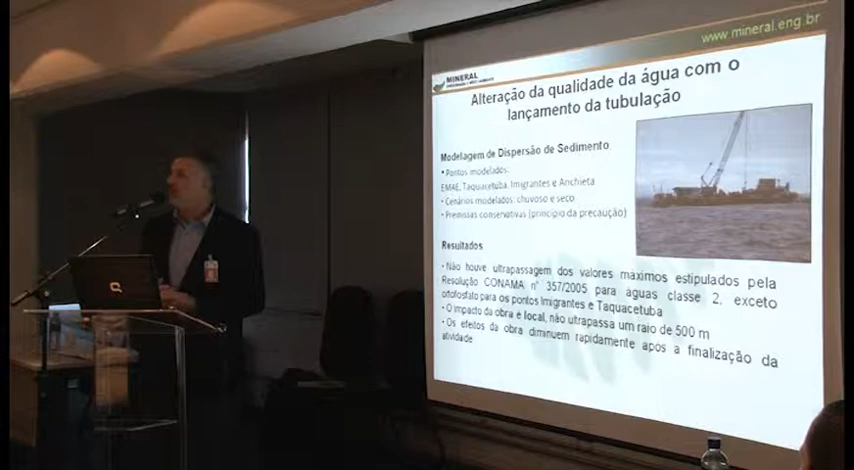 www.mineral.eng.br
MINERAL
Alteração da qualidade da água com o
lançamento da tubulação
Modelagem de Dispersão de Sedimento
• Pontos modelados:
EMAE, Taquacetuba, Imigrantes e Anchieta
• Cenários modelados: chuvoso e seco
• Premissas conservativas (princípio da precaução)
Resultados
• Não houve ultrapassagem dos valores máximos estipulados pela
Resolução CONAMA n° 357/2005 para águas classe 2, exceto
ortofosfato para os pontos Imigrantes e Taquacetuba
• O impacto da obra é local, não ultrapassa um raio de 500 m
• Os efeitos da obra diminuem rapidamente após a finalização da
atividade